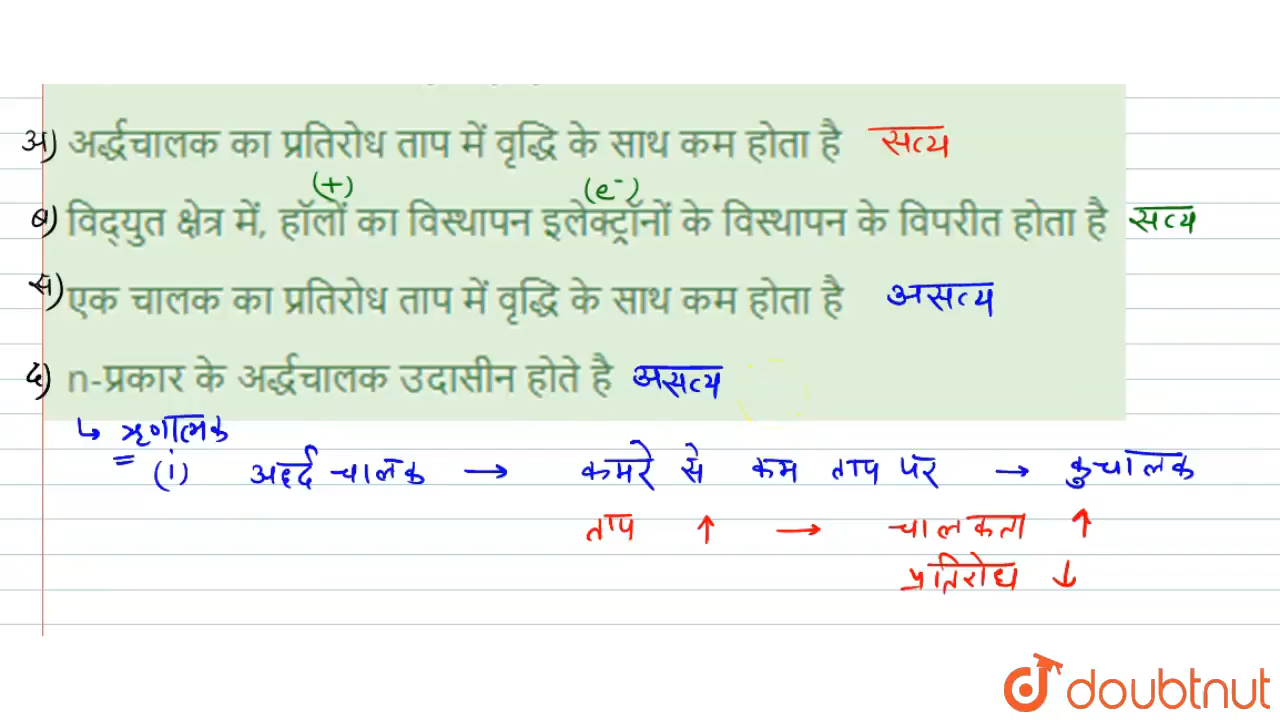 अ) अर्द्धचालक का प्रतिरोध ताप में वृद्धि के साथ कम होता है सत्य
(+) (e⁻)
ब) विद्युत क्षेत्र में, हॉलों का विस्थापन इलेक्ट्रॉनों के विस्थापन के विपरीत होता है सत्य
स) एक चालक का प्रतिरोध ताप में वृद्धि के साथ कम होता है असत्य
द) n-प्रकार के अर्द्धचालक उदासीन होते है असत्य
↳ ऋणात्मक
(i) अर्द्द चालक → कमरे से कम ताप पर → कुचालक
ताप ↑ → चालकता ↑
प्रतिरोध ↓
doubtnut